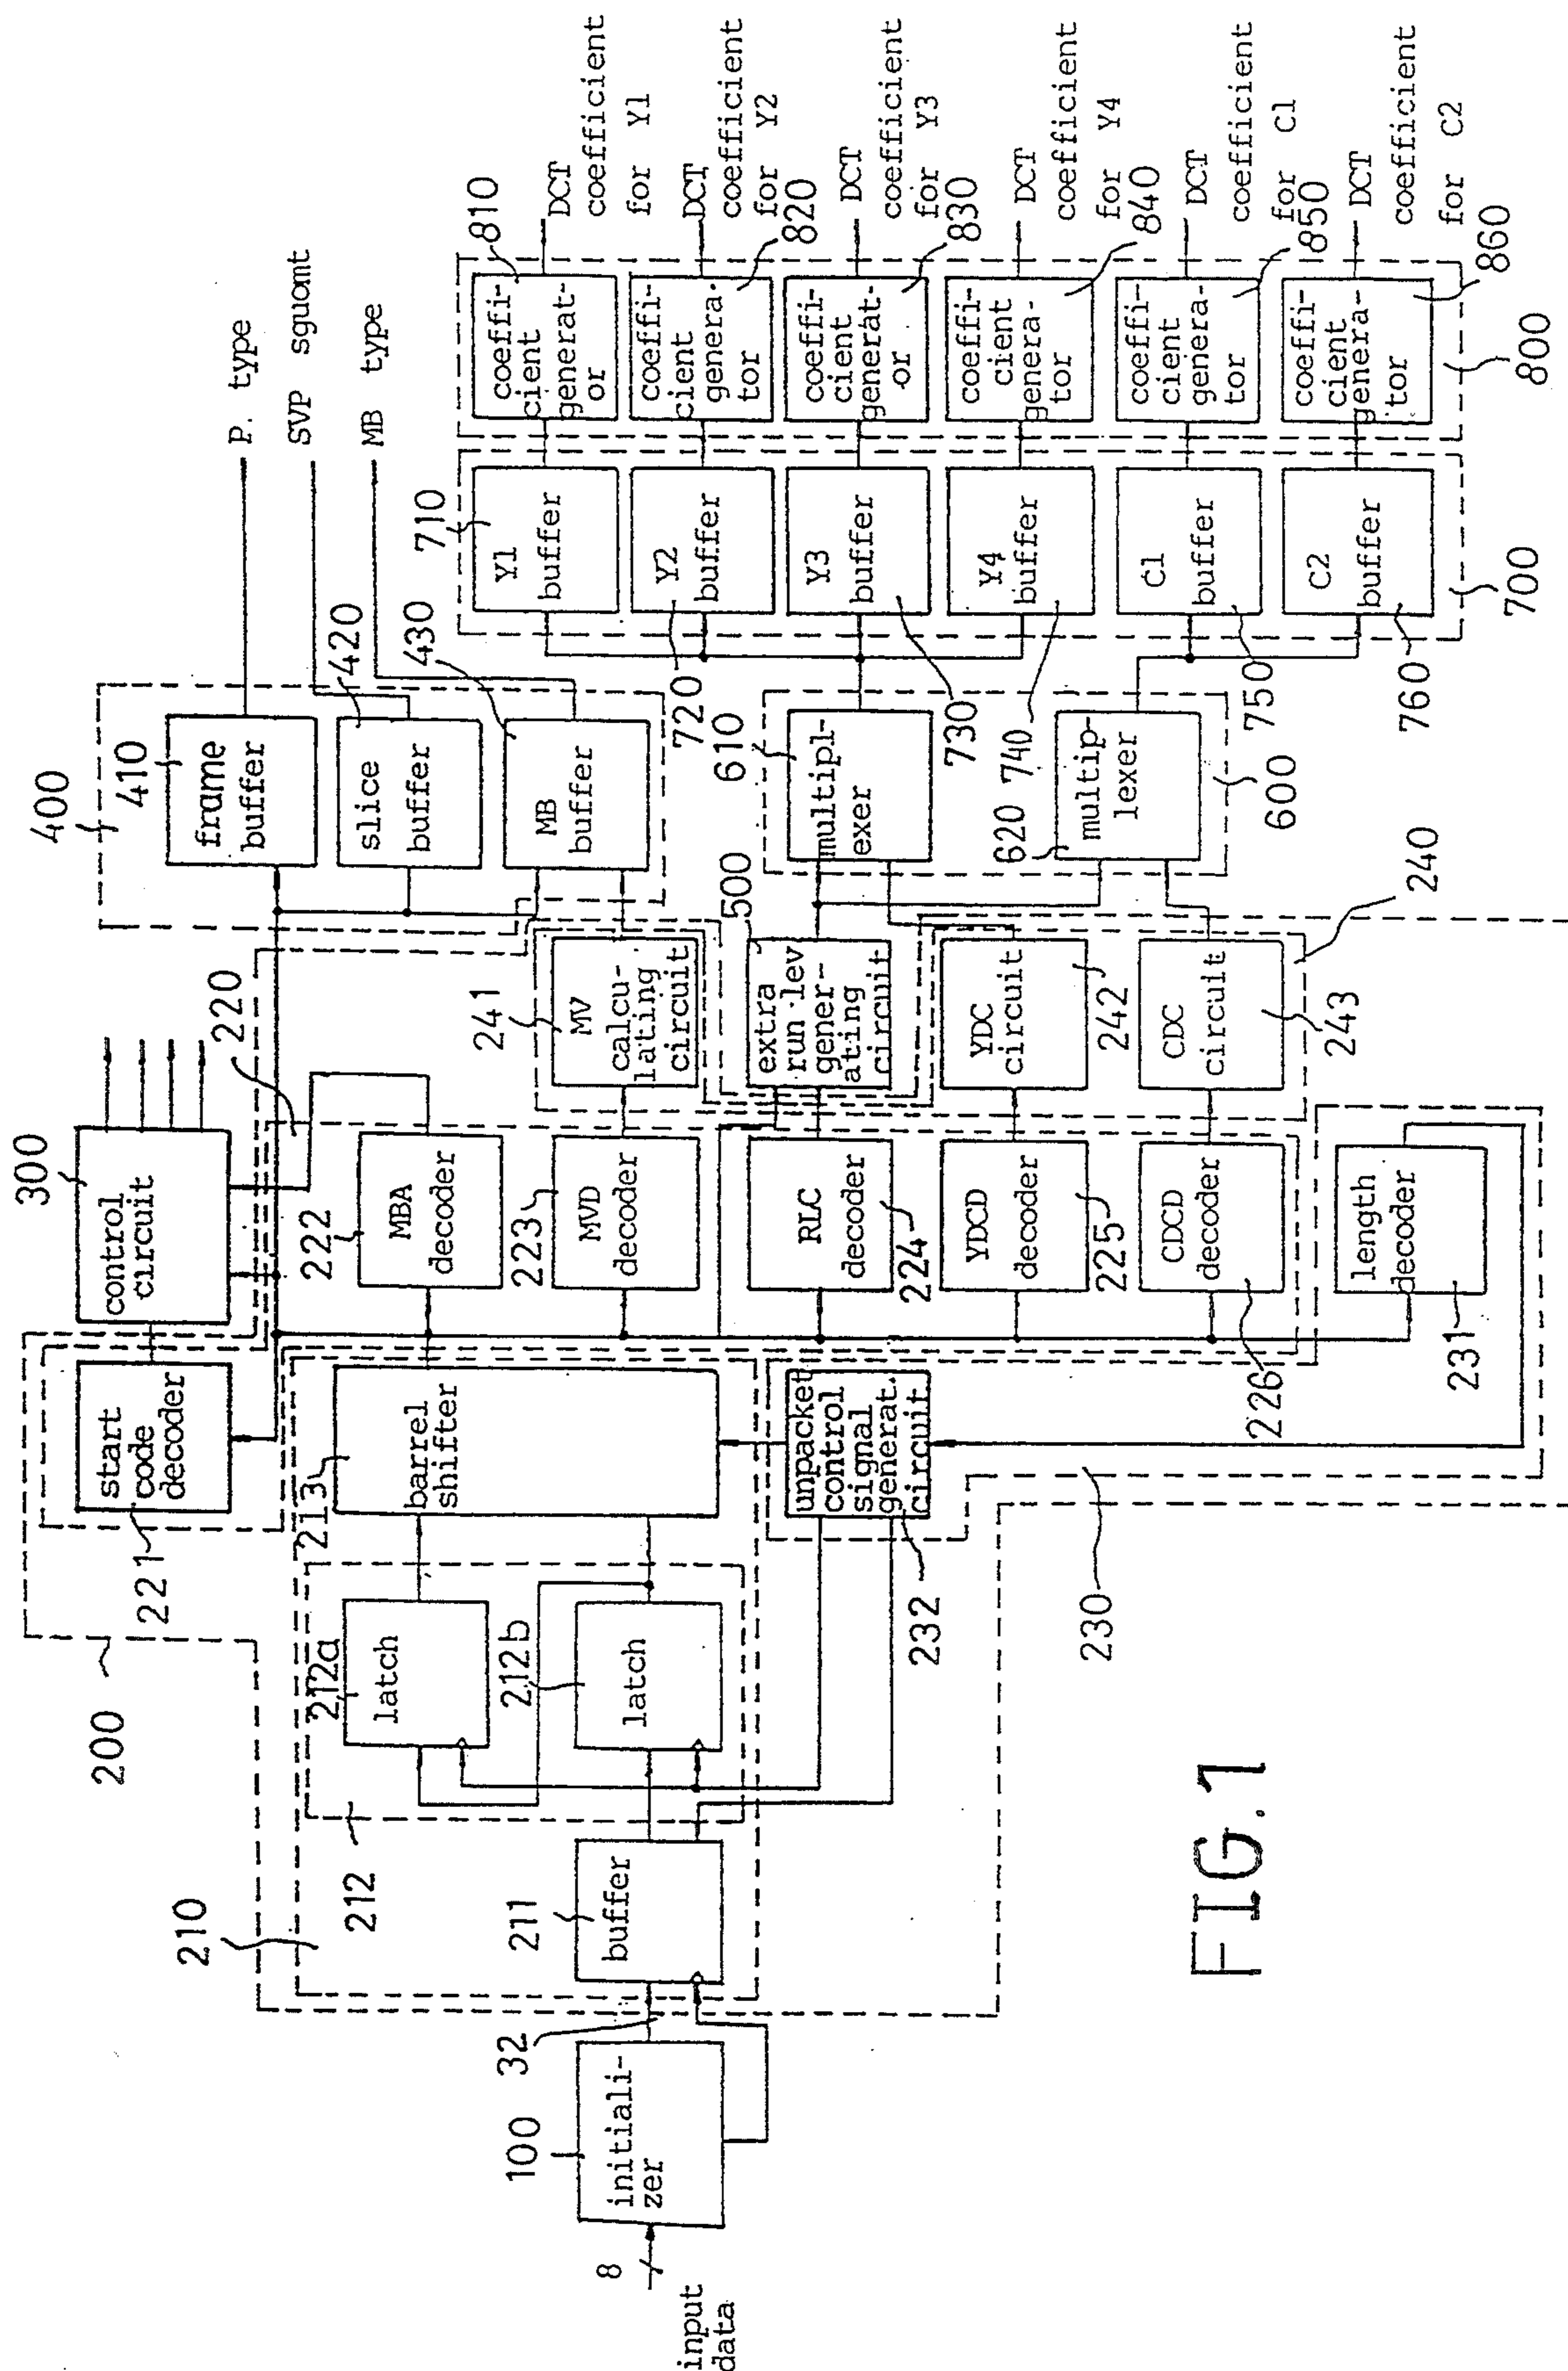 input
data
8
100
initiali-
zer
32
200
210
211
buffer
212
212a
latch
212b
latch
213
barrel
shifter
221
start
code
decoder
unpacket
control
signal
generat.
circuit
232
230
300
control
circuit
220
222
MBA
decoder
223
MVD
decoder
RLC
decoder
224
YDCD
decoder
225
CDCD
decoder
226
length
decoder
231
241
MV
calcu-
lating
circuit
500
extra
run lev
gener-
ating
circuit
YDC
circuit
242
CDC
circuit
243
240
400
410
frame
buffer
420
slice
buffer
430
MB
buffer
610
multipl-
exer
620
multip-
lexer
600
710
Y1
buffer
720
Y2
buffer
730
Y3
buffer
740
Y4
buffer
750
C1
buffer
760
C2
buffer
700
810
coeffi-
cient
generat-
or
820
coeffi-
cient
genera-
tor
830
coeffi-
cient
generat-
or
840
coeffi-
cient
genera-
tor
850
coeffi-
cient
genera-
tor
860
coeffi-
cient
genera-
tor
800
P. type
SVP sguomt
MB type
DCT
coefficient
for Y1
DCT
coefficient
for Y2
DCT
coefficient
for Y3
DCT
coefficient
for Y4
DCT
coefficient
for C1
DCT
coefficient
for C2
FIG.1